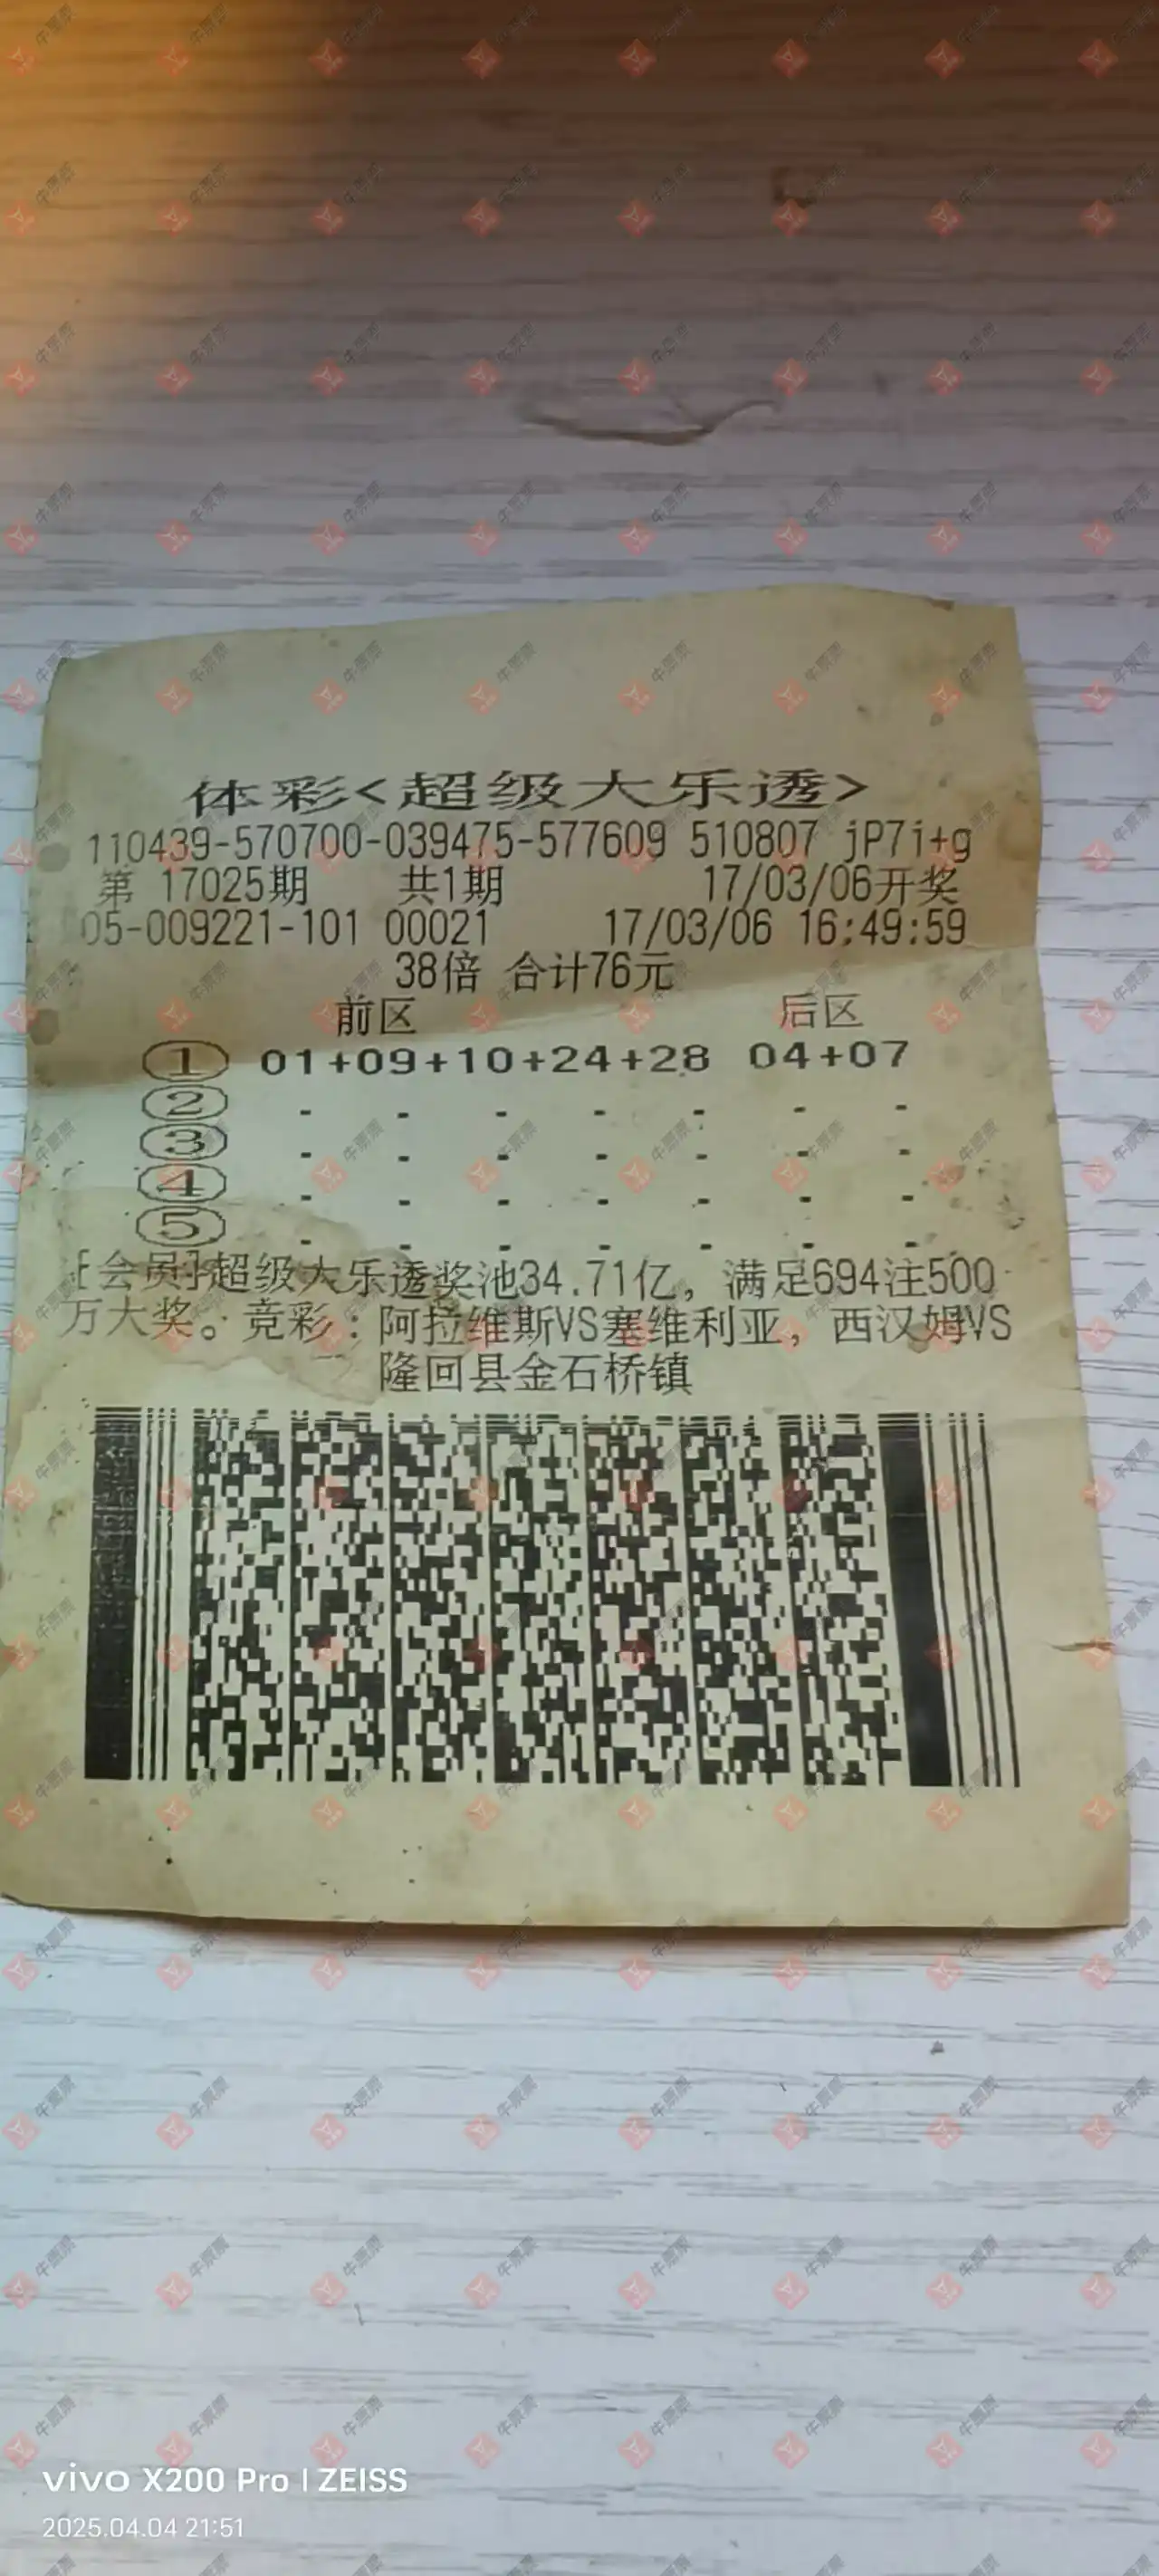 体彩<超级大乐透>
110439-570700-039475-577609 510807 jP7i+g
第 17025期 共1期 17/03/06开奖
05-009221-101 00021 17/03/06 16:49:59
38倍 合计76元
前区 后区
① 01+09+10+24+28 04+07
② - - - - - - -
③ - - - - - - -
④ - - - - - - -
⑤ - - - - - - -
[会员]超级大乐透奖池34.71亿，满足694注500
万大奖。竞彩：阿拉维斯VS塞维利亚，西汉姆VS
隆回县金石桥镇
vivo X200 Pro | ZEISS
2025.04.04 21:51